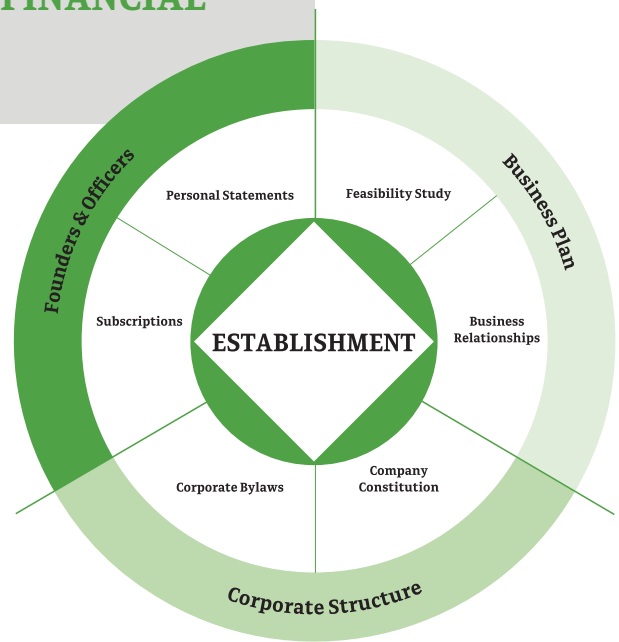 FINANCIAL
Founders & Officers
Business Plan
Personal Statements
Feasibility Study
Subscriptions
ESTABLISHMENT
Business
Relationships
Corporate Bylaws
Company
Constitution
Corporate Structure